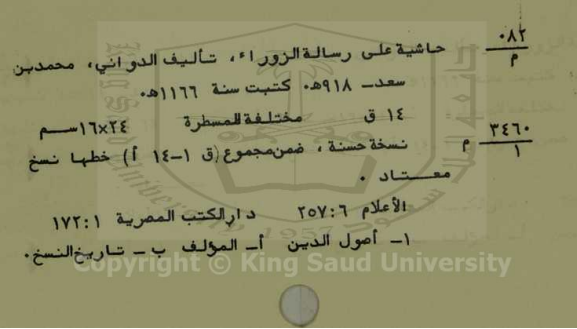 ٠٨٢
م
حاشية على رسالة الزوراء، تأليف الدواني، محمد بن
سعد - ٩١٨هـ. كتبت سنة ١١٦٦هـ.
١٤ ق مختلفة المسطرة ٢٤×١٦سم
٣٤٦٠ م
١
نسخة حسنة، ضمن مجموع (ق ١-١٤ أ) خطها نسخ
معتاد.
الأعلام ٦:٢٥٧ دار الكتب المصرية ١:١٧٢
١- أصول الدين أ- المؤلف ب- تاريخ النسخ.
Copyright © King Saud University
1957